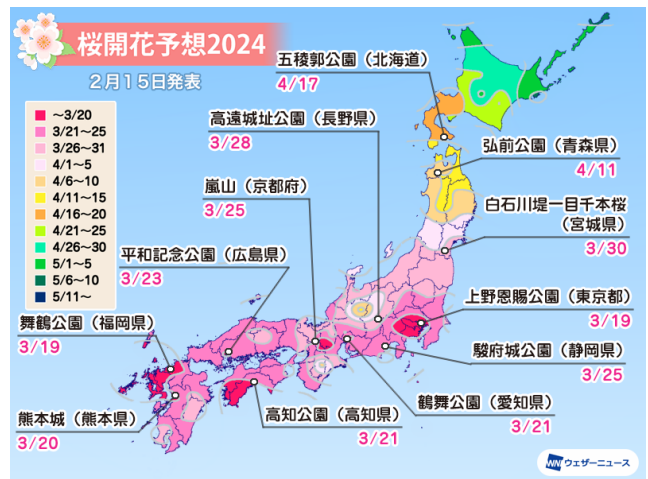 桜開花予想2024
2月15日発表
～3/20
3/21～25
3/26～31
4/1～5
4/6～10
4/11～15
4/16～20
4/21～25
4/26～30
5/1～5
5/6～10
5/11～
五稜郭公園（北海道）
4/17
高遠城址公園（長野県）
3/28
弘前公園（青森県）
4/11
嵐山（京都府）
3/25
白石川堤一目千本桜
（宮城県）
3/30
平和記念公園（広島県）
3/23
上野恩賜公園（東京都）
3/19
舞鶴公園（福岡県）
3/19
駿府城公園（静岡県）
3/25
鶴舞公園（愛知県）
3/21
熊本城（熊本県）
3/20
高知公園（高知県）
3/21
WNI ウェザーニュース